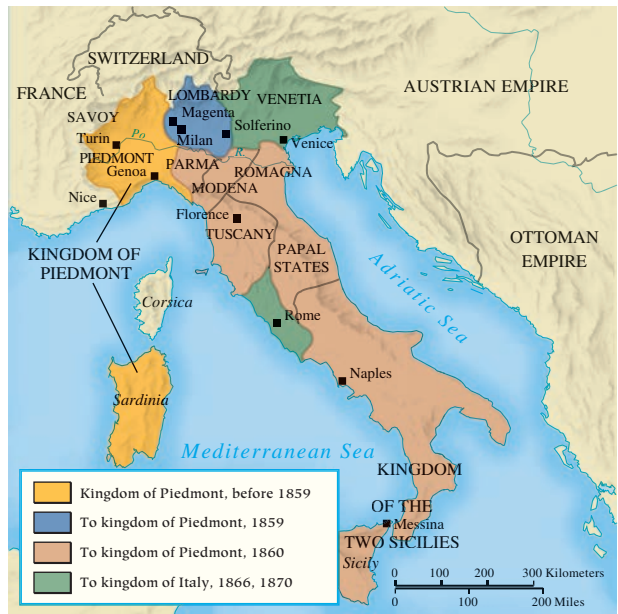 SWITZERLAND
FRANCE
AUSTRIAN EMPIRE
LOMBARDY
VENETIA
SAVOY
Magenta
Solferino
Turin
Po
Milan
Venice
R.
PIEDMONT
PARMA
ROMAGNA
Genoa
MODENA
Nice
Florence
TUSCANY
OTTOMAN
EMPIRE
KINGDOM OF
PIEDMONT
PAPAL
STATES
Adriatic Sea
Corsica
Rome
Naples
Sardinia
Mediterranean Sea
KINGDOM
OF THE
TWO SICILIES
Messina
Sicily
Kingdom of Piedmont, before 1859
To kingdom of Piedmont, 1859
To kingdom of Piedmont, 1860
To kingdom of Italy, 1866, 1870
0 100 200 300 Kilometers
0 100 200 Miles